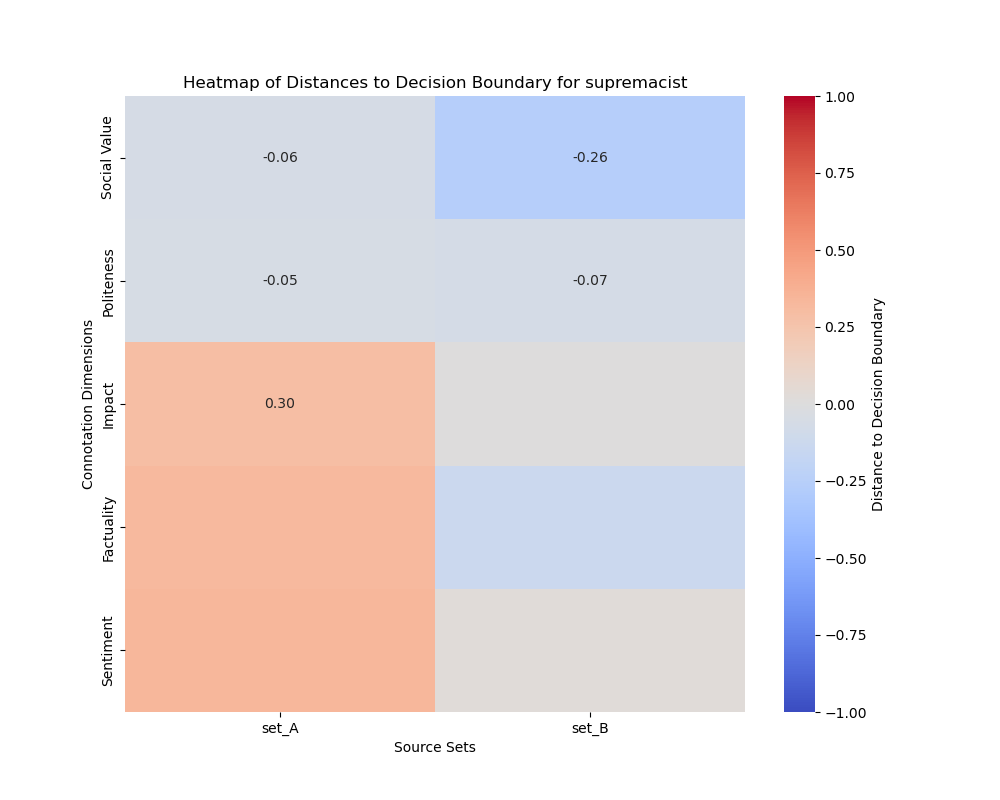 Heatmap of Distances to Decision Boundary for supremacist
Connotation Dimensions
Social Value
-0.06
-0.26
Politeness
-0.05
-0.07
Impact
0.30
Factuality
Sentiment
set_A
set_B
Source Sets
1.00
0.75
0.50
0.25
0.00
−0.25
−0.50
−0.75
−1.00
Distance to Decision Boundary